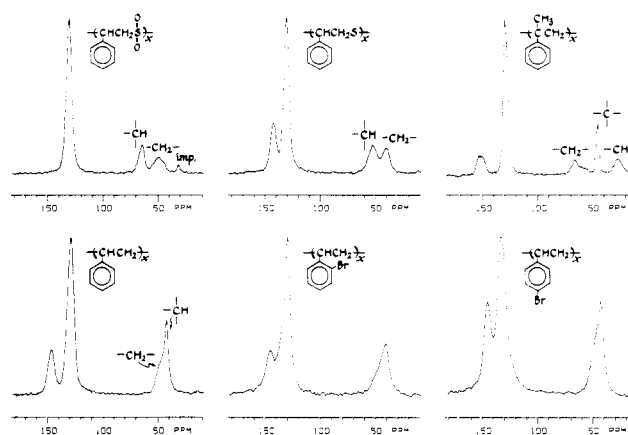 O
-(CHCH2S)x
O
-CH
-CH2-
imp.
150 100 50 PPM
-(CHCH2S)x
-CH
-CH2-
150 100 50 PPM
CH3
-(CCH2)x
-C-
-CH2-
-CH
150 100 50 PPM
-(CHCH2)x
-CH
-CH2-
150 100 50 PPM
-(CHCH2)x
Br
150 100 50 PPM
-(CHCH2)x
Br
150 100 50 PPM